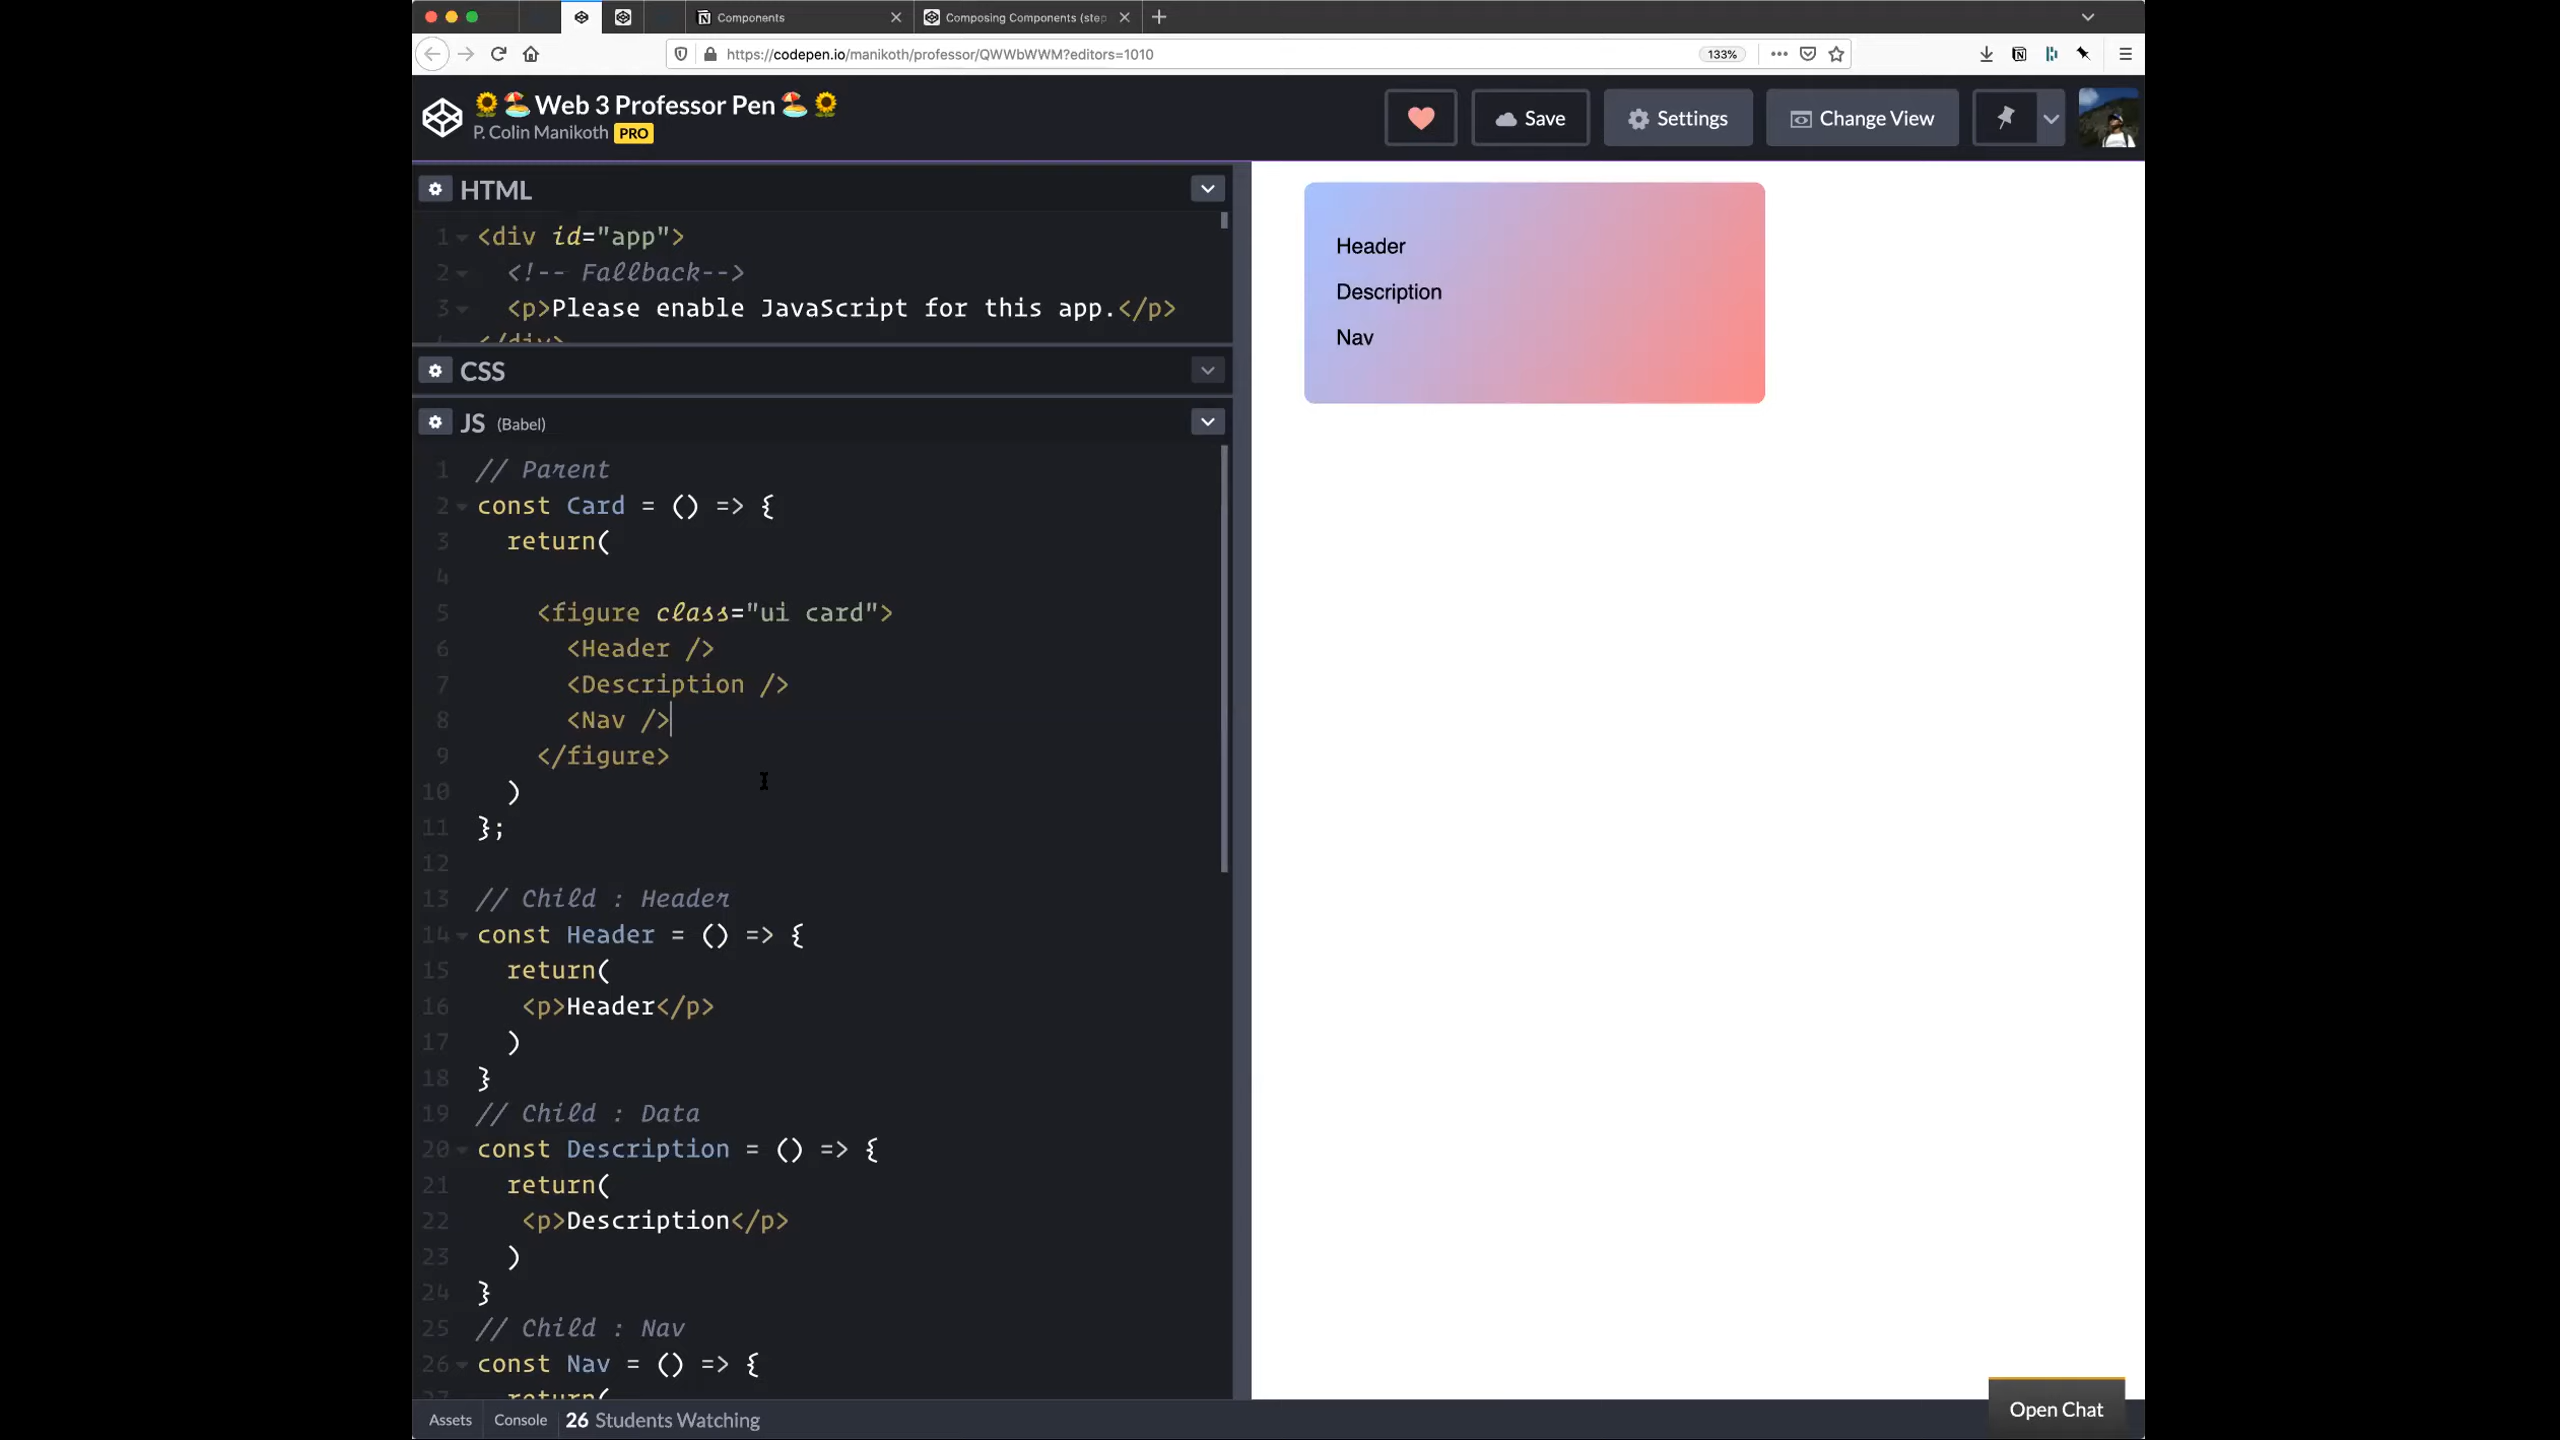 Components
Composing Components (step
https://codepen.io/manikoth/professor/QWWbWWM?editors=1010
133%
Web 3 Professor Pen
P. Colin Manikoth PRO
Save
Settings
Change View
HTML
1 <div id="app">
2 <!-- Fallback-->
3 <p>Please enable JavaScript for this app.</p>
</div>
CSS
JS (Babel)
1 // Parent
2 const Card = () => {
3 return(
4
5 <figure class="ui card">
6 <Header />
7 <Description />
8 <Nav />
9 </figure>
10 )
11 };
12
13 // Child : Header
14 const Header = () => {
15 return(
16 <p>Header</p>
17 )
18 }
19 // Child : Data
20 const Description = () => {
21 return(
22 <p>Description</p>
23 )
24 }
25 // Child : Nav
26 const Nav = () => {
27 return(
Header
Description
Nav
Assets
Console
26 Students Watching
Open Chat